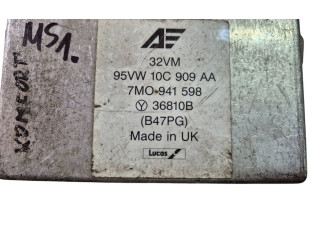 MS1.
KOMFORT
AE
32VM
95VW 10C 909 AA
7MO 941 598
Y 36810B
(B47PG)
Made in UK
Lucas